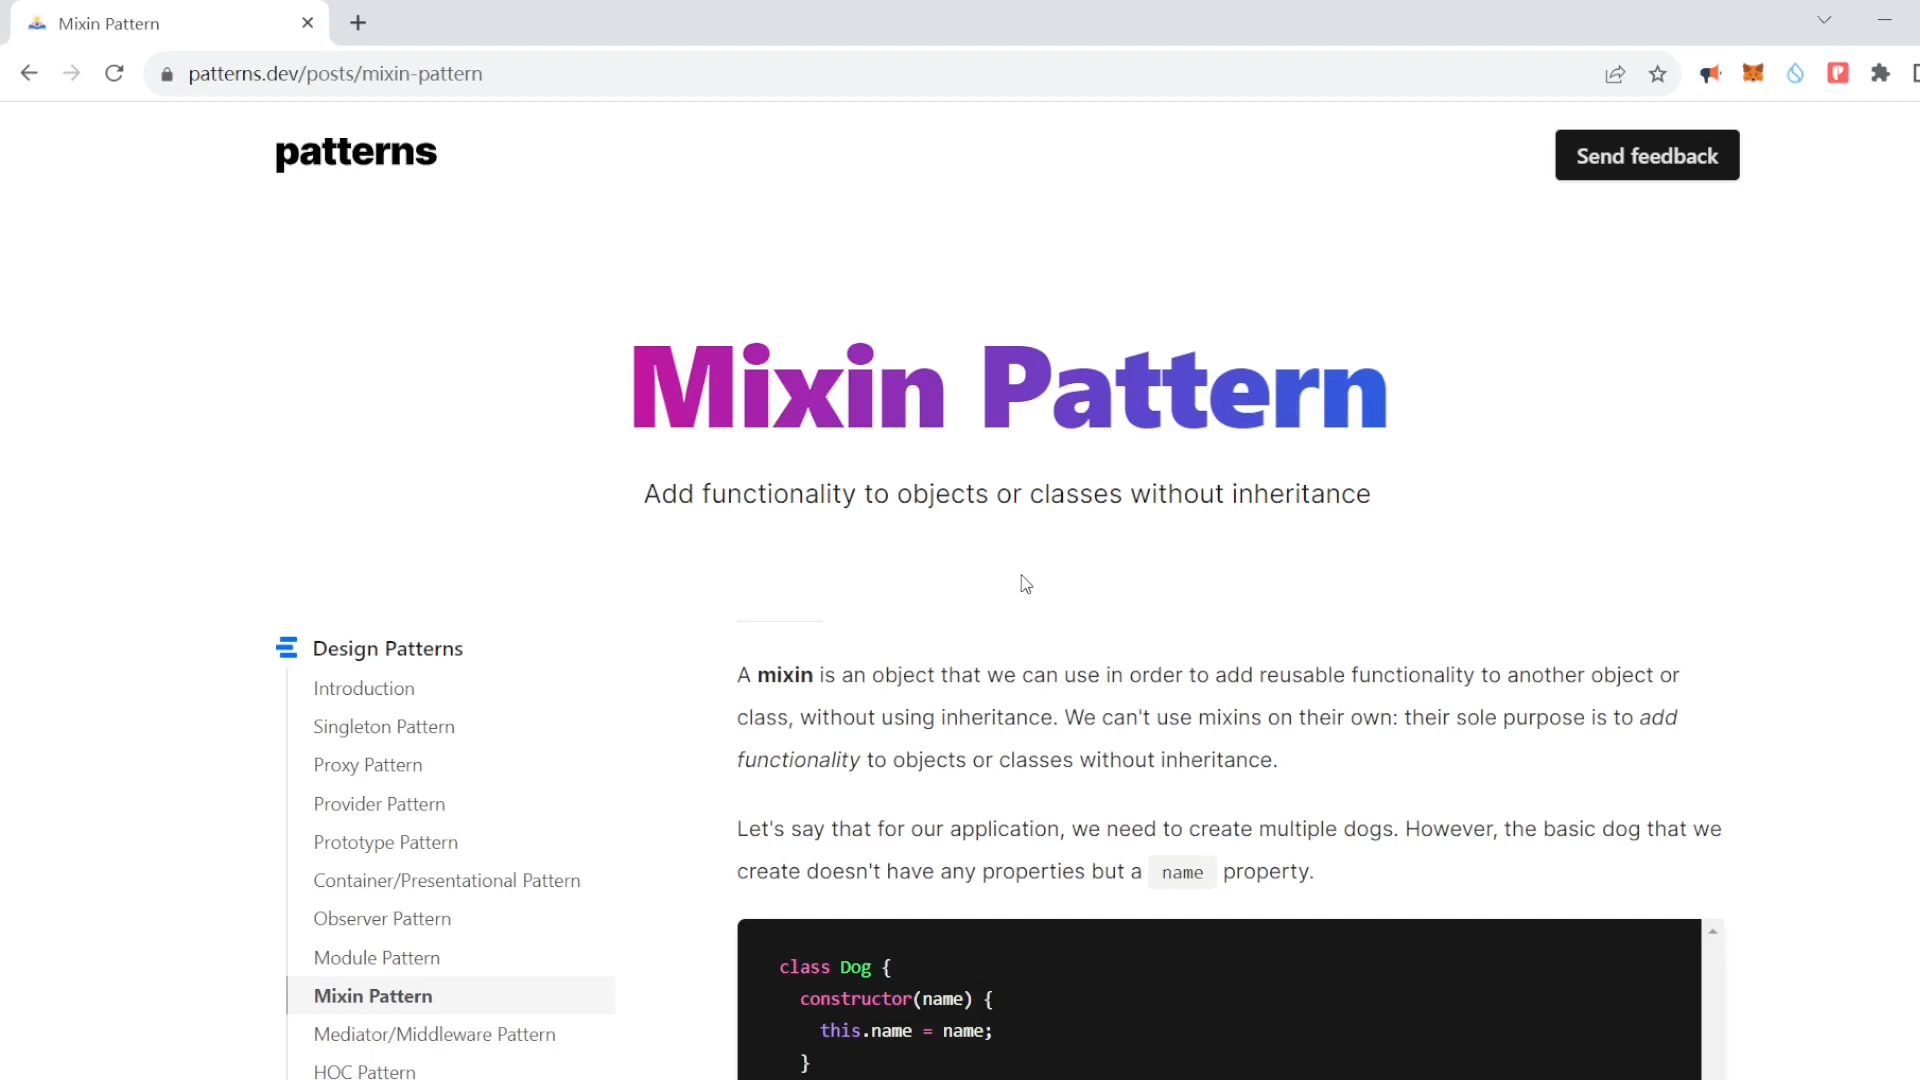 Mixin Pattern
patterns.dev/posts/mixin-pattern
patterns
Send feedback
Mixin Pattern
Add functionality to objects or classes without inheritance
Design Patterns
Introduction
Singleton Pattern
Proxy Pattern
Provider Pattern
Prototype Pattern
Container/Presentational Pattern
Observer Pattern
Module Pattern
Mixin Pattern
Mediator/Middleware Pattern
HOC Pattern
A mixin is an object that we can use in order to add reusable functionality to another object or
class, without using inheritance. We can't use mixins on their own: their sole purpose is to add
functionality to objects or classes without inheritance.
Let's say that for our application, we need to create multiple dogs. However, the basic dog that we
create doesn't have any properties but a name property.
class Dog {
constructor(name) {
this.name = name;
}